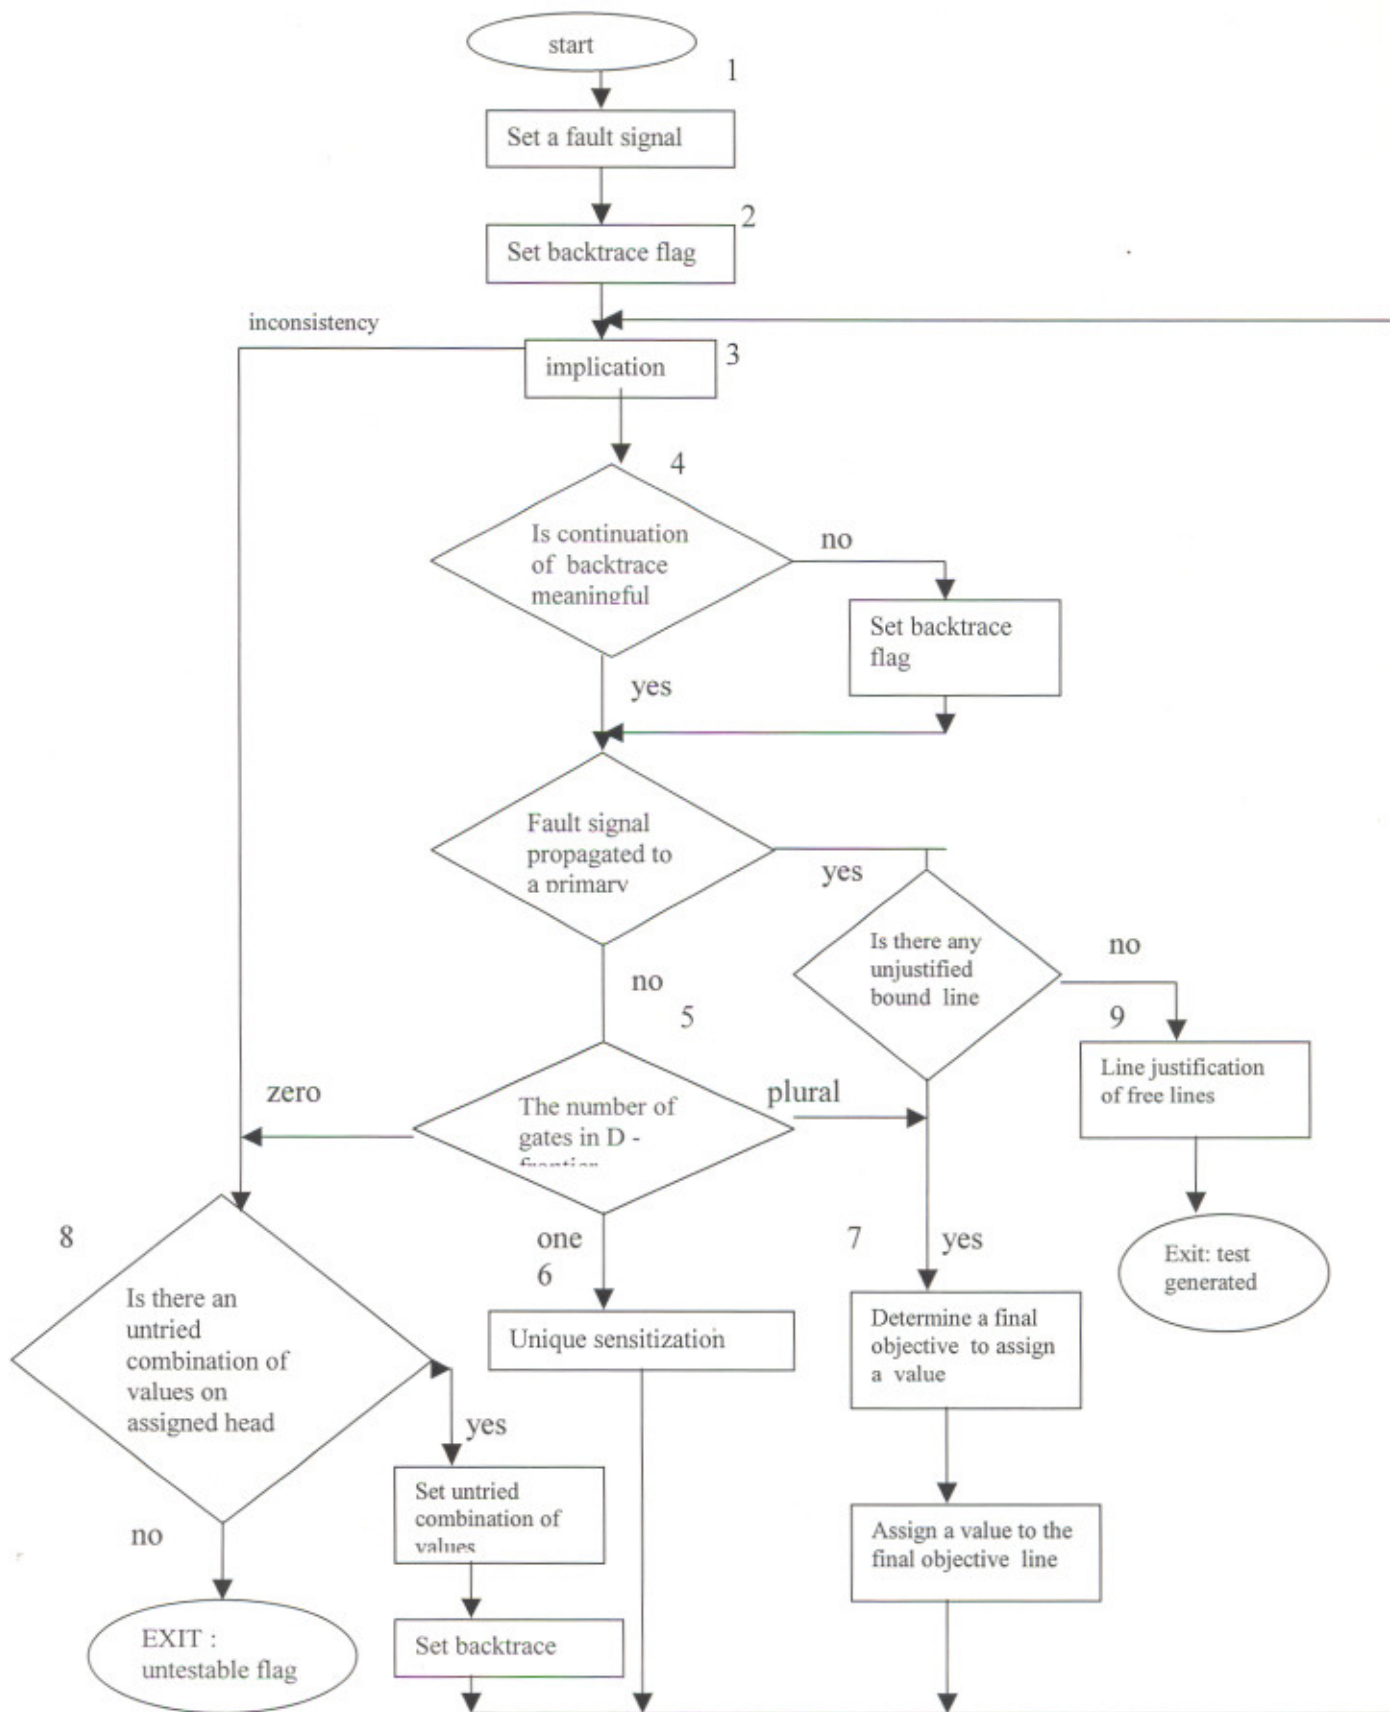 start
1
Set a fault signal
2
Set backtrace flag
inconsistency
implication
3
4
Is continuation
of backtrace
meaningful
no
Set backtrace
flag
yes
Fault signal
propagated to
a primary
yes
Is there any
unjustified
bound line
no
no
5
9
Line justification
of free lines
zero
The number of
gates in D -
frontier
plural
8
one
6
7
yes
Exit: test
generated
Is there an
untried
combination of
values on
assigned head
Unique sensitization
Determine a final
objective to assign
a value
yes
Set untried
combination of
values
Assign a value to the
final objective line
no
EXIT :
untestable flag
Set backtrace